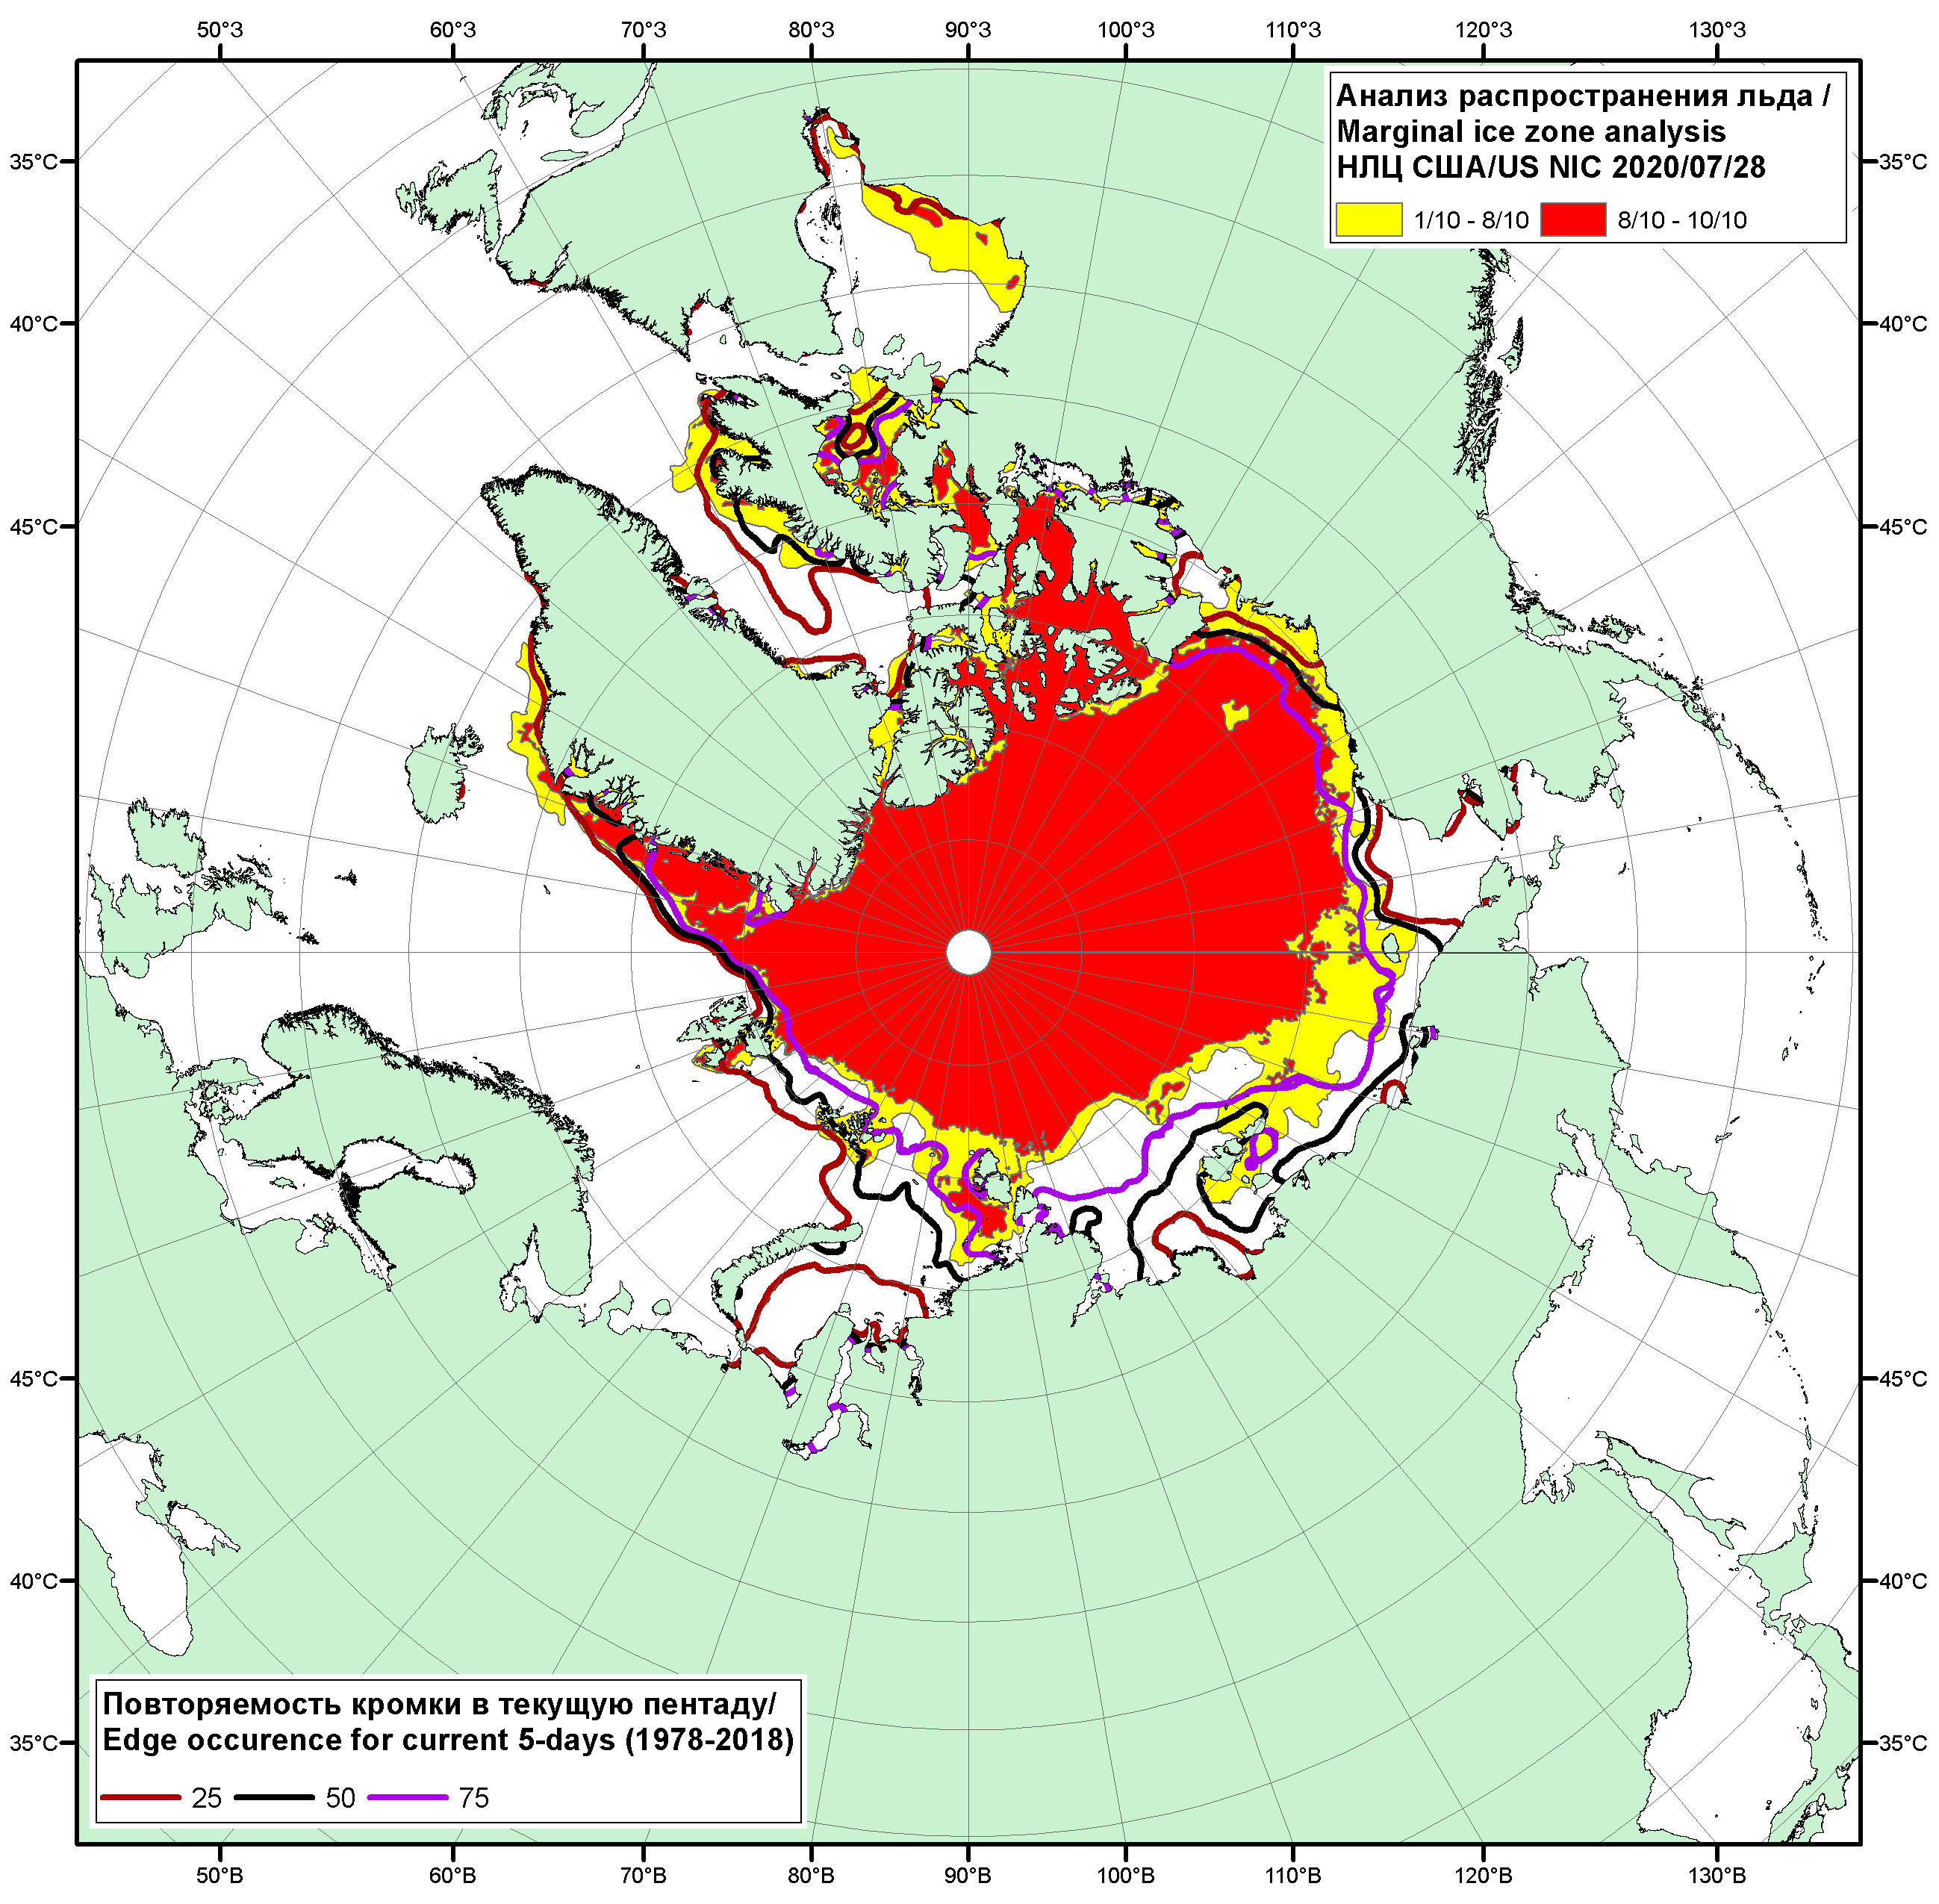 50°З 60°З 70°З 80°З 90°З 100°З 110°З 120°З 130°З
Анализ распространения льда /
Marginal ice zone analysis
НЛЦ США/US NIC 2020/07/28
1/10 - 8/10 8/10 - 10/10
35°С 35°С
40°С 40°С
45°С 45°С
45°С 45°С
40°С 40°С
35°С 35°С
Повторяемость кромки в текущую пентаду/
Edge occurence for current 5-days (1978-2018)
25 50 75
50°В 60°В 70°В 80°В 90°В 100°В 110°В 120°В 130°В